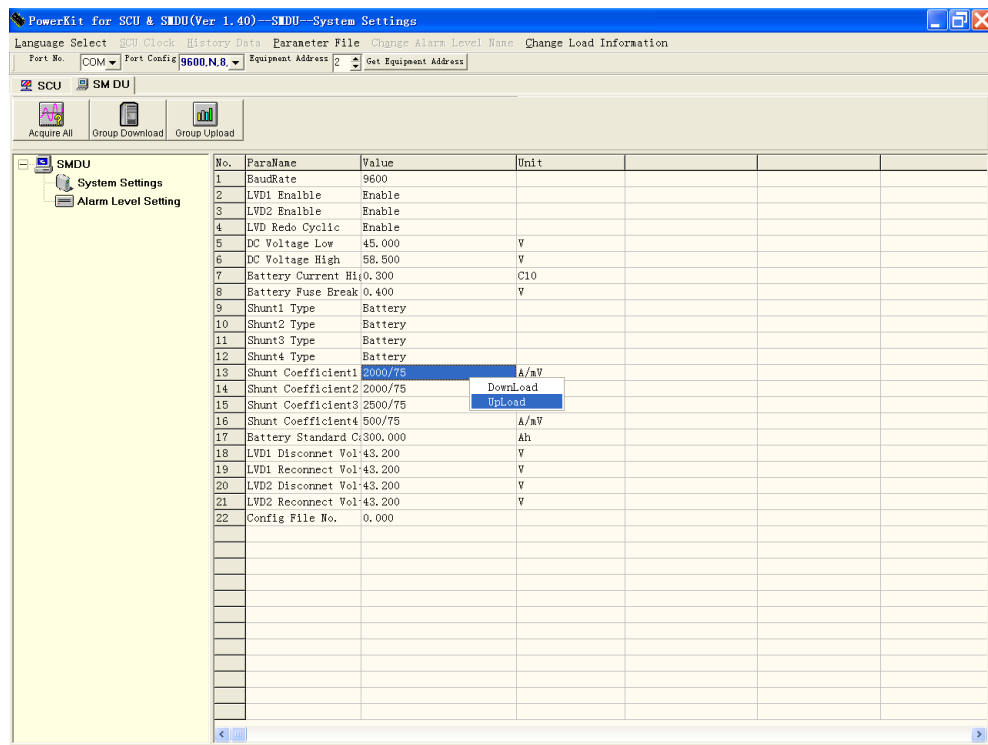 PowerKit for SCU & SMDU(Ver 1.40)--SMDU--System Settings
Language Select SCU Clock History Data Parameter File Change Alarm Level Name Change Load Information
Port No. COM Port Config 9600,N,8, Equipment Address 2 Get Equipment Address
SCU SM DU
Acquire All Group Download Group Upload
SMDU
System Settings
Alarm Level Setting
No. ParaName Value Unit
1 BaudRate 9600
2 LVD1 Enalble Enable
3 LVD2 Enalble Enable
4 LVD Redo Cyclic Enable
5 DC Voltage Low 45.000 V
6 DC Voltage High 58.500 V
7 Battery Current Hig 0.300 C10
8 Battery Fuse Break 0.400 V
9 Shunt1 Type Battery
10 Shunt2 Type Battery
11 Shunt3 Type Battery
12 Shunt4 Type Battery
13 Shunt Coefficient1 2000/75 A/mV
14 Shunt Coefficient2 2000/75
15 Shunt Coefficient3 2500/75
16 Shunt Coefficient4 500/75 A/mV
17 Battery Standard Ca 300.000 Ah
18 LVD1 Disconnet Vol 43.200 V
19 LVD1 Reconnect Vol 43.200 V
20 LVD2 Disconnet Vol 43.200 V
21 LVD2 Reconnect Vol 43.200 V
22 Config File No. 0.000
DownLoad
UpLoad